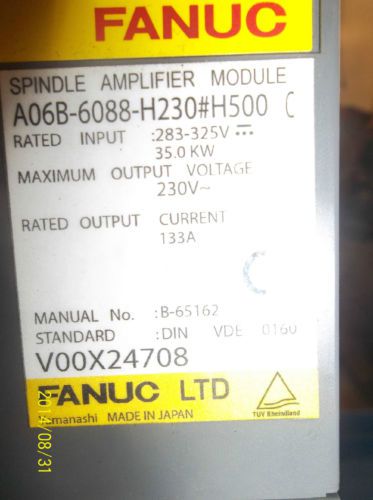 FANUC
SPINDLE AMPLIFIER MODULE
A06B-6088-H230#H500 C
RATED INPUT :283-325V ⎓
35.0 KW
MAXIMUM OUTPUT VOLTAGE
230V~
RATED OUTPUT CURRENT
133A
MANUAL No. :B-65162
STANDARD :DIN VDE 0160
V00X24708
FANUC LTD
Yamanashi MADE IN JAPAN
TUV Rheinland
2014/08/31